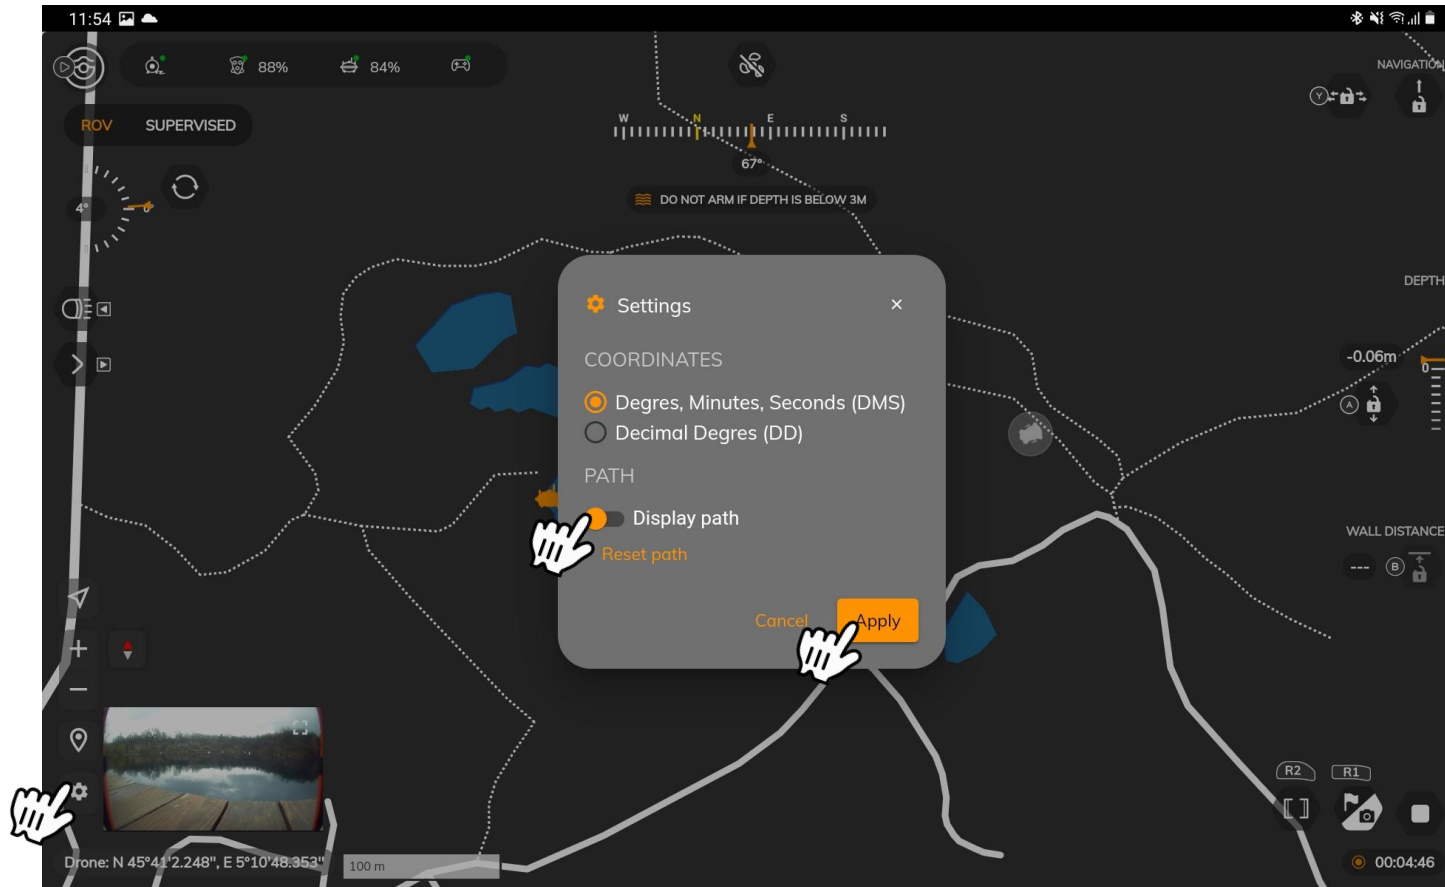 11:54
88%
84%
NAVIGATION
Y
ROV
SUPERVISED
W N E S
67°
DO NOT ARM IF DEPTH IS BELOW 3M
4°
DEPTH
Settings
COORDINATES
Degres, Minutes, Seconds (DMS)
Decimal Degres (DD)
PATH
Display path
Reset path
Cancel
Apply
-0.06m
0
A
WALL DISTANCE
---
B
R2
R1
Drone: N 45°41'2.248", E 5°10'48.353"
100 m
00:04:46